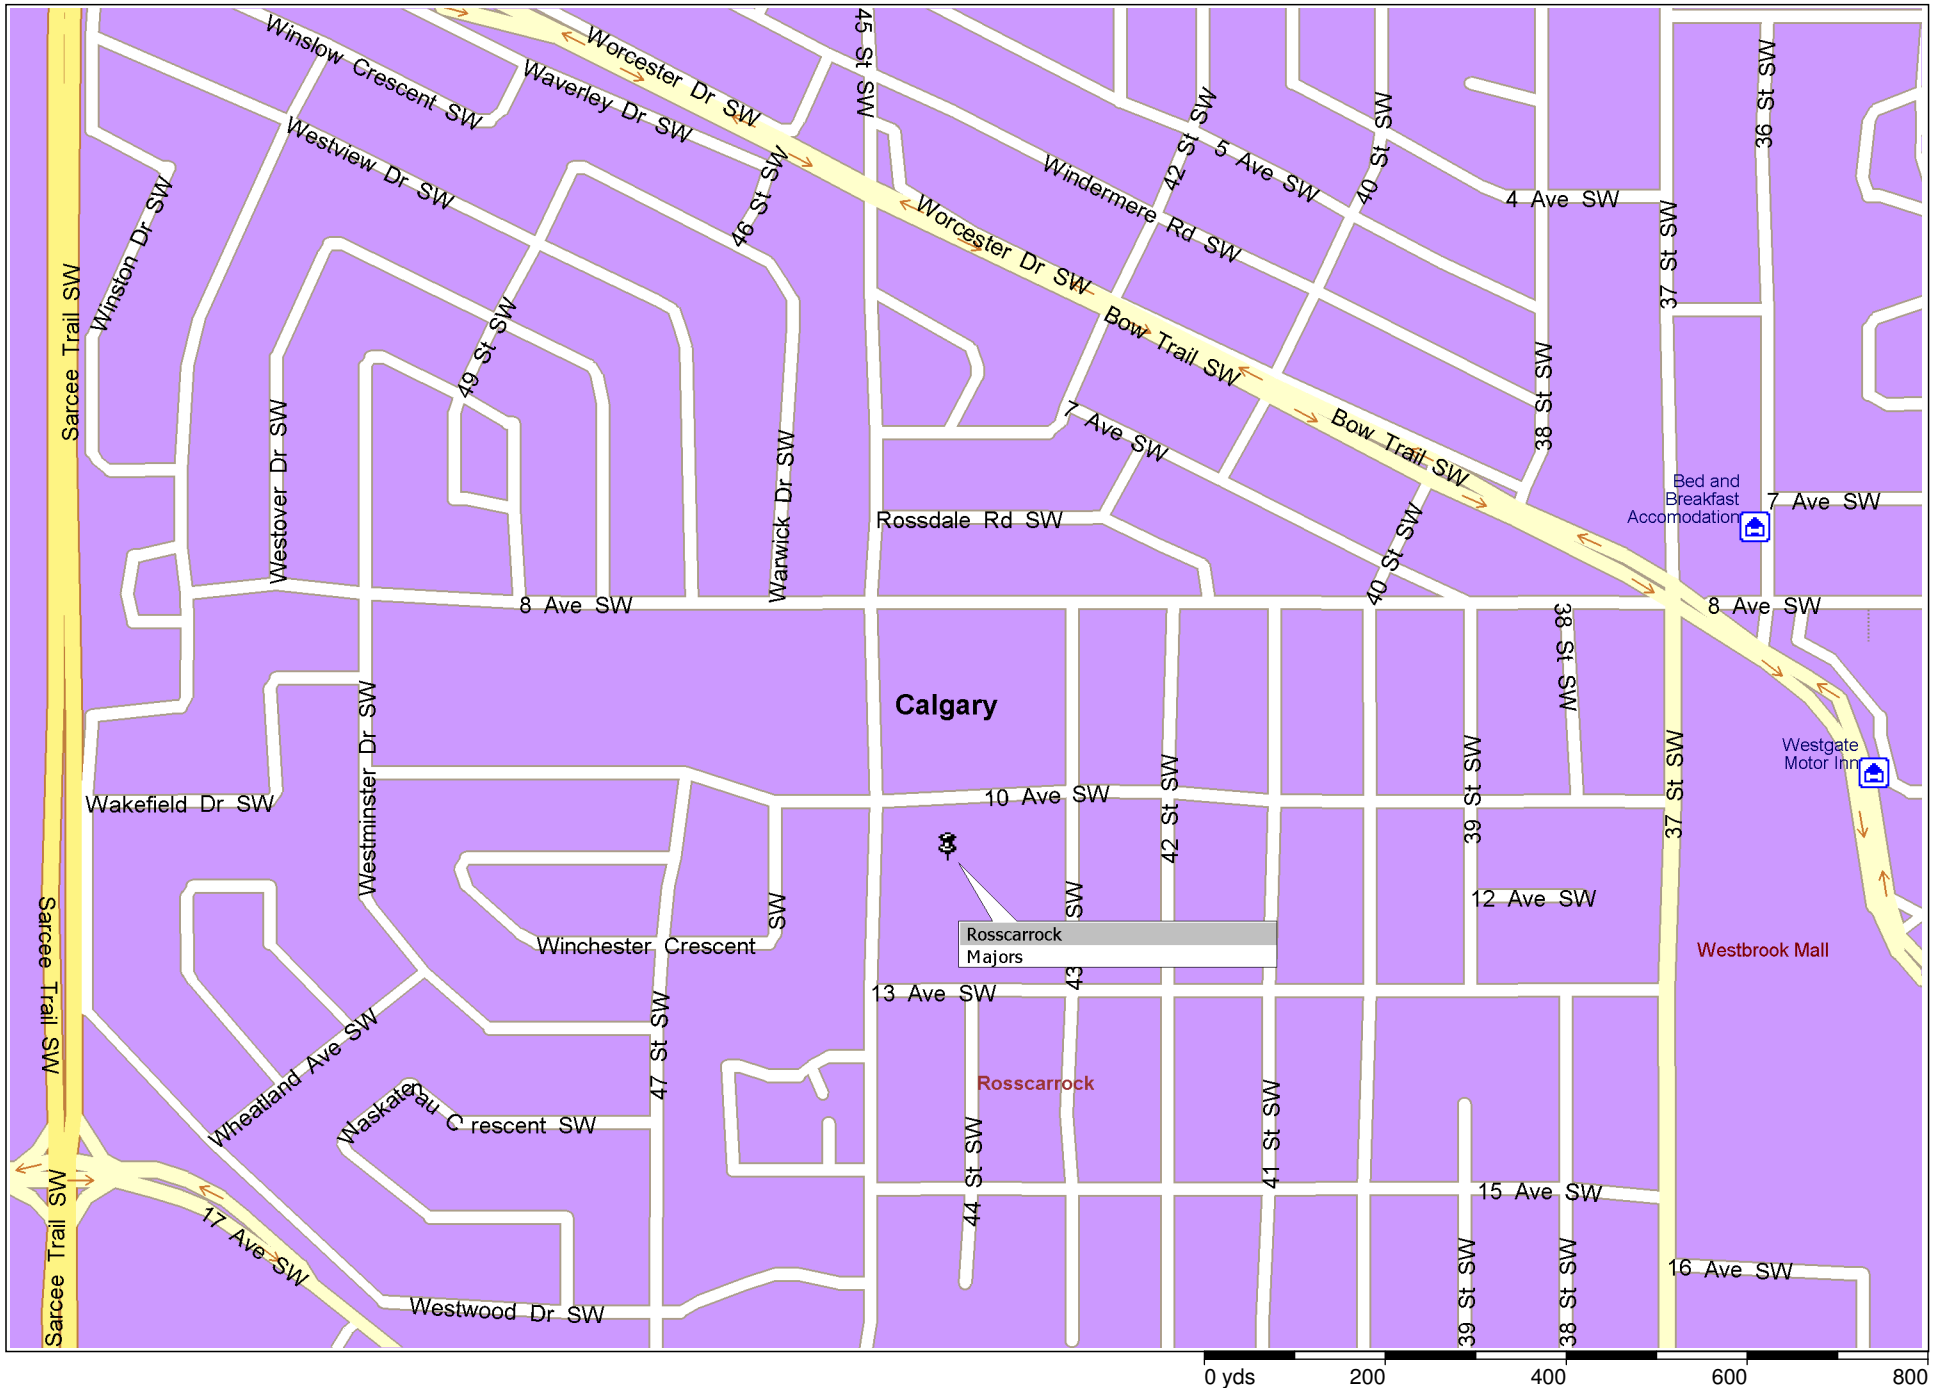 Winslow Crescent SW
Worcester Dr SW
Waverley Dr SW
45 St SW
36 St SW
Westview Dr SW
42 St SW
40 St SW
5 Ave SW
Windermere Rd SW
4 Ave SW
46 St SW
Winston Dr SW
Worcester Dr SW
37 St SW
Sarcee Trail SW
49 St SW
Bow Trail SW
38 St SW
7 Ave SW
Bow Trail SW
Westover Dr SW
Warwick Dr SW
Bed and
Breakfast
Accomodation
7 Ave SW
Rossdale Rd SW
40 St SW
8 Ave SW
8 Ave SW
38 St SW
Calgary
Westminster Dr SW
39 St SW
37 St SW
42 St SW
Westgate
Motor Inn
Wakefield Dr SW
10 Ave SW
12 Ave SW
SW
Winchester Crescent
Rosscarrock
Majors
43 SW
Westbrook Mall
Sarcee Trail SW
13 Ave SW
47 St SW
Wheatland Ave SW
Rosscarrock
Waskatenau Crescent SW
41 St SW
44 St SW
15 Ave SW
Sarcee Trail SW
17 Ave SW
39 St SW
38 St SW
16 Ave SW
Westwood Dr SW
0 yds 200 400 600 800